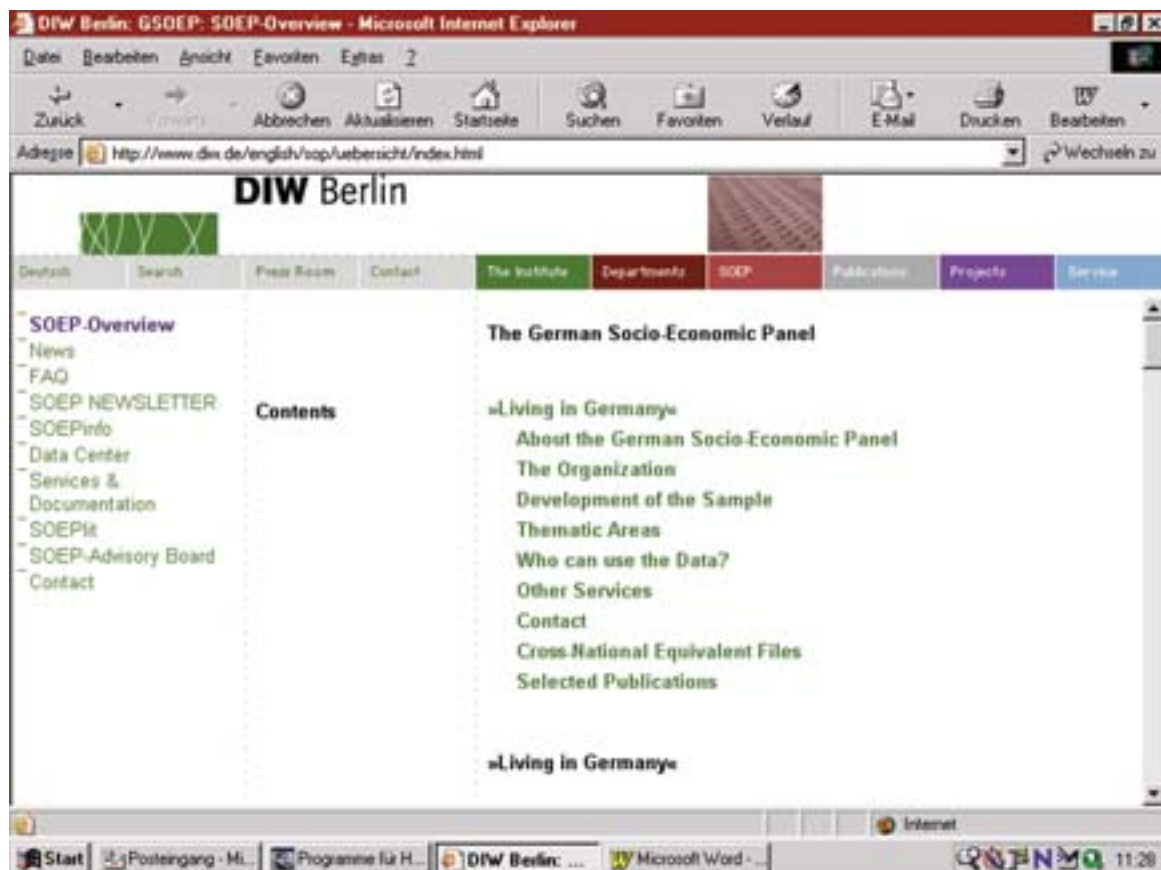 DIW Berlin: GSOEP: SOEP-Overview - Microsoft Internet Explorer
Datei Bearbeiten Ansicht Favoriten Extras ?
Zurück Vorwärts Abbrechen Aktualisieren Startseite Suchen Favoriten Verlauf E-Mail Drucken Bearbeiten
Adresse http://www.diw.de/english/sop/uebersicht/index.html Wechseln zu
DIW Berlin
Deutsch Search Press Room Contact The Institute Departments SOEP Publications Projects Service
SOEP-Overview
News
FAQ
SOEP NEWSLETTER
SOEPinfo
Data Center
Services &
Documentation
SOEPlit
SOEP-Advisory Board
Contact
Contents
The German Socio-Economic Panel
»Living in Germany«
About the German Socio-Economic Panel
The Organization
Development of the Sample
Thematic Areas
Who can use the Data?
Other Services
Contact
Cross-National Equivalent Files
Selected Publications
»Living in Germany«
Internet
Start Posteingang - Mi... Programme für H... DIW Berlin: ... Microsoft Word - ... 11:28